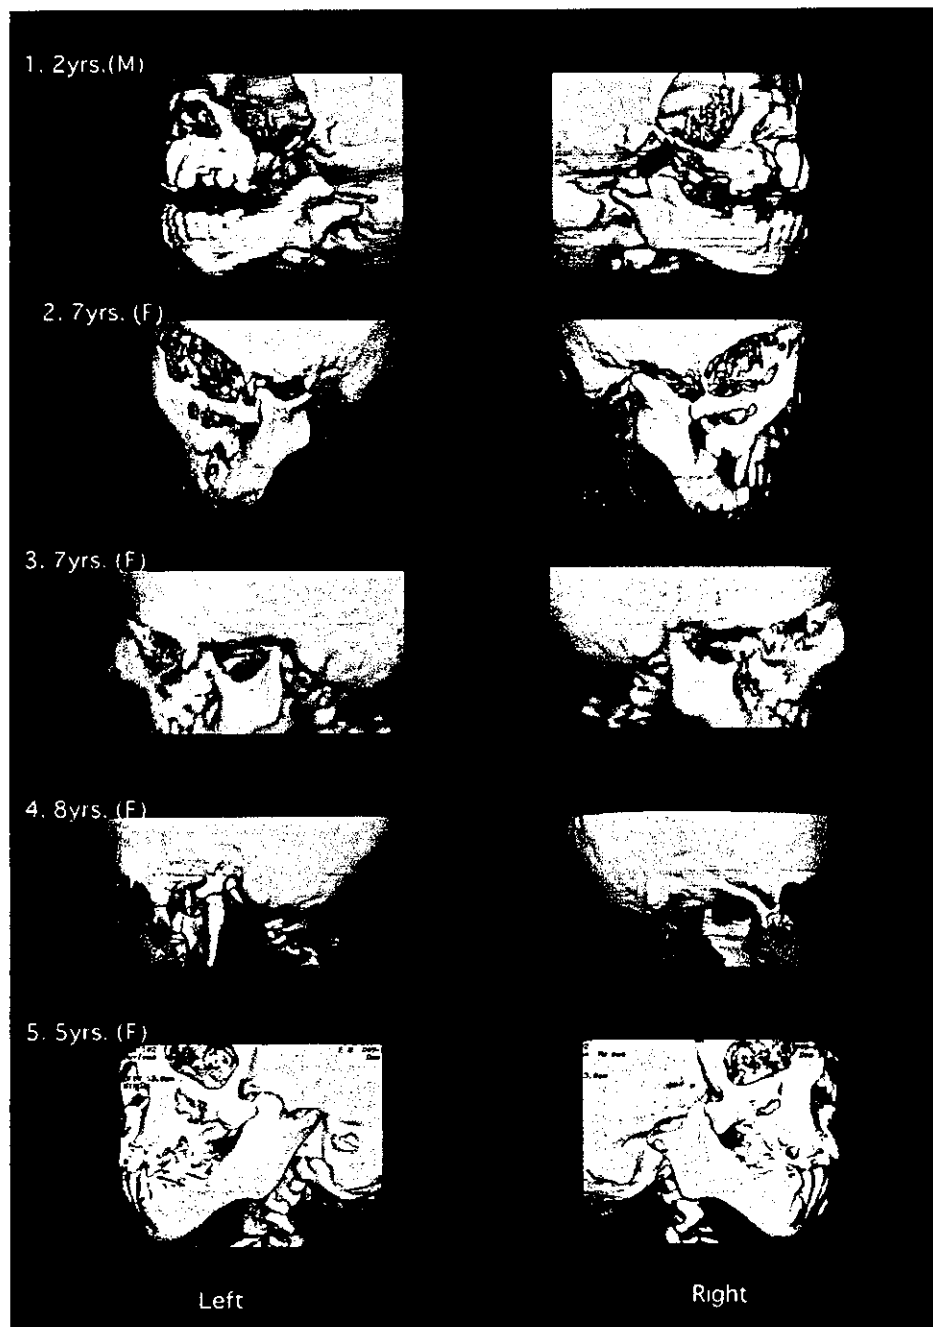 1. 2yrs.(M)
2. 7yrs. (F)
3. 7yrs. (F)
4. 8yrs. (F)
5. 5yrs. (F)
Left
Right